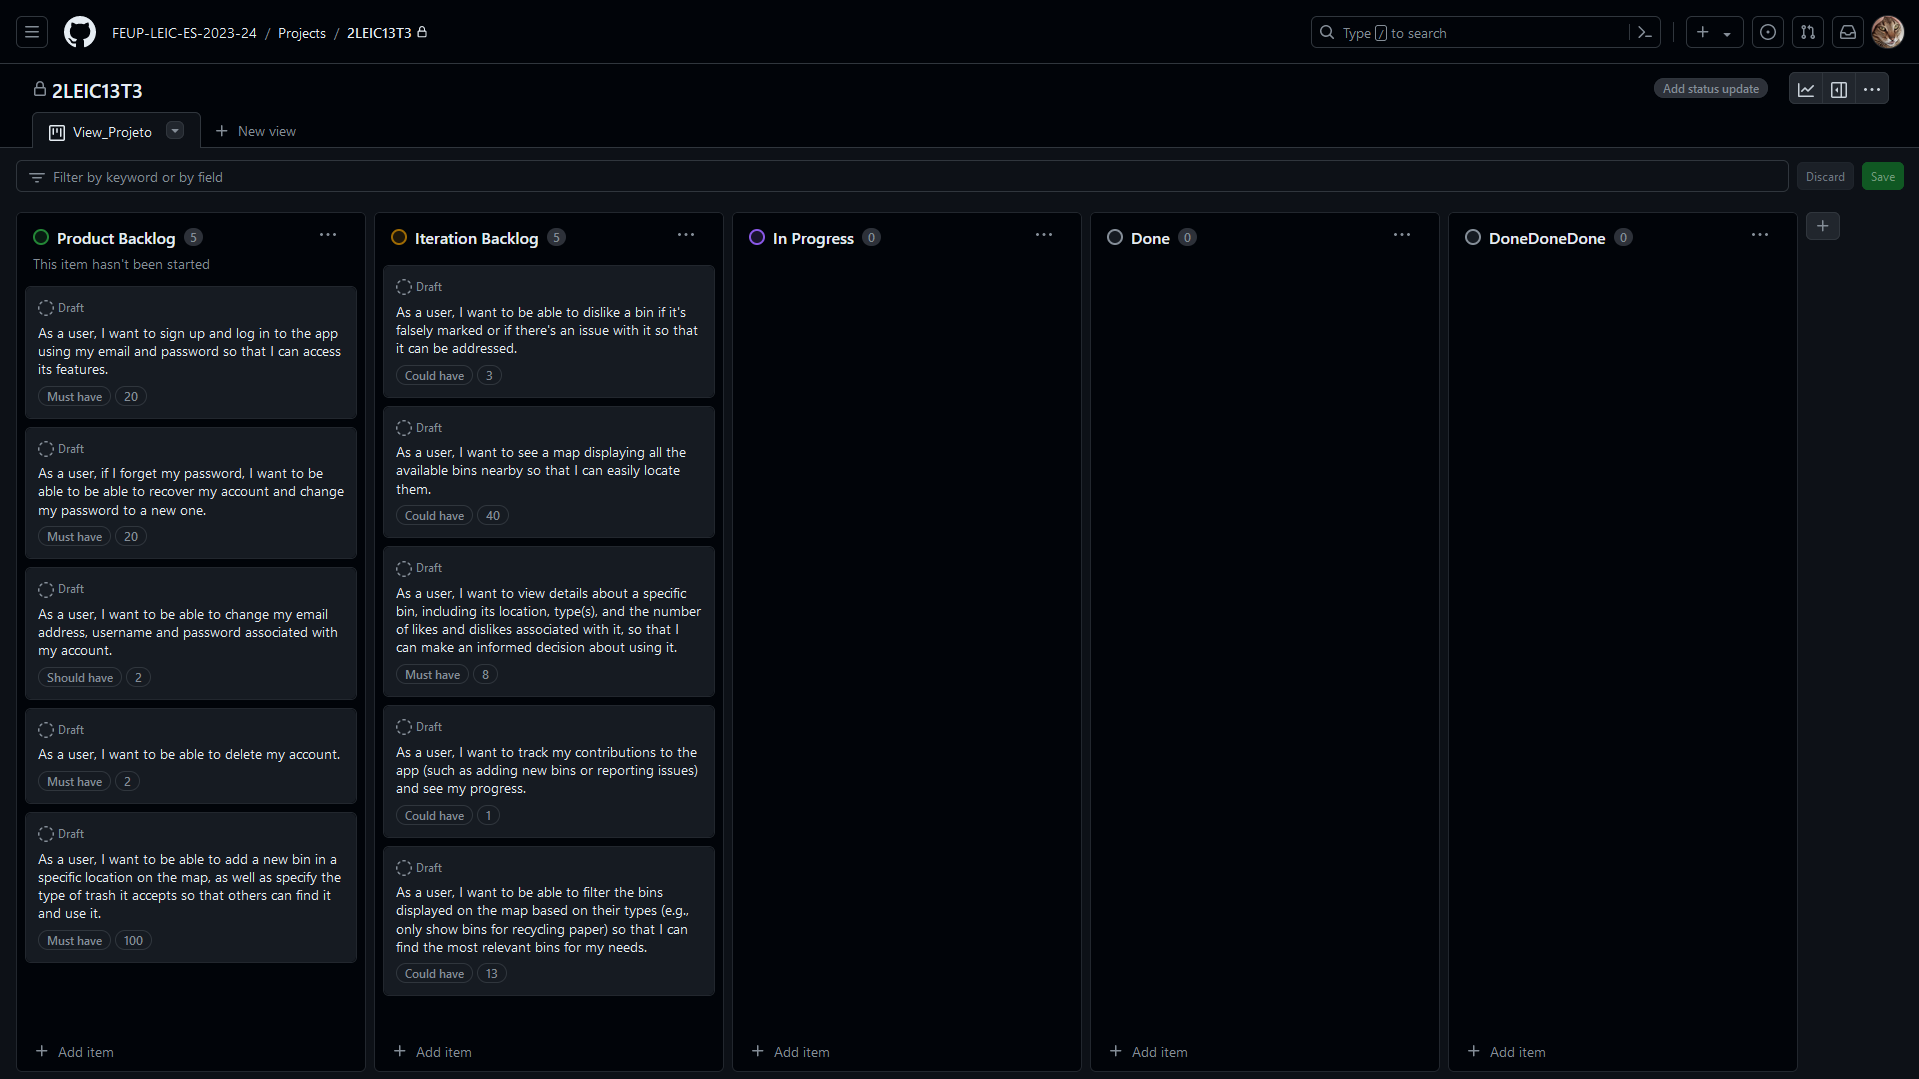 FEUP-LEIC-ES-2023-24 / Projects / 2LEIC13T3
Type / to search
2LEIC13T3
Add status update
View_Projeto
New view
Filter by keyword or by field
Discard
Save
Product Backlog 5
This item hasn't been started
Draft
As a user, I want to sign up and log in to the app
using my email and password so that I can access
its features.
Must have 20
Draft
As a user, if I forget my password, I want to be
able to be able to recover my account and change
my password to a new one.
Must have 20
Draft
As a user, I want to be able to change my email
address, username and password associated with
my account.
Should have 2
Draft
As a user, I want to be able to delete my account.
Must have 2
Draft
As a user, I want to be able to add a new bin in a
specific location on the map, as well as specify the
type of trash it accepts so that others can find it
and use it.
Must have 100
Add item
Iteration Backlog 5
Draft
As a user, I want to be able to dislike a bin if it's
falsely marked or if there's an issue with it so that
it can be addressed.
Could have 3
Draft
As a user, I want to see a map displaying all the
available bins nearby so that I can easily locate
them.
Could have 40
Draft
As a user, I want to view details about a specific
bin, including its location, type(s), and the number
of likes and dislikes associated with it, so that I
can make an informed decision about using it.
Must have 8
Draft
As a user, I want to track my contributions to the
app (such as adding new bins or reporting issues)
and see my progress.
Could have 1
Draft
As a user, I want to be able to filter the bins
displayed on the map based on their types (e.g.,
only show bins for recycling paper) so that I can
find the most relevant bins for my needs.
Could have 13
Add item
In Progress 0
Add item
Done 0
Add item
DoneDoneDone 0
Add item